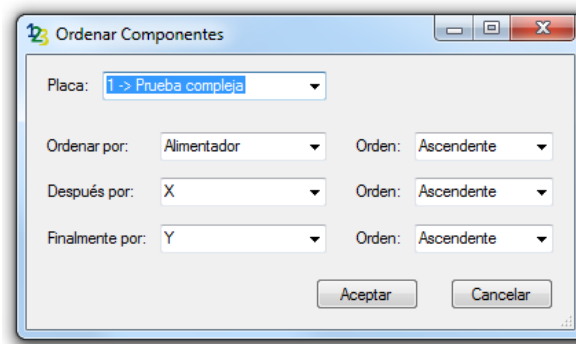 123 Ordenar Componentes
Placa: 1 -> Prueba compleja
Ordenar por: Alimentador Orden: Ascendente
Después por: X Orden: Ascendente
Finalmente por: Y Orden: Ascendente
Aceptar Cancelar